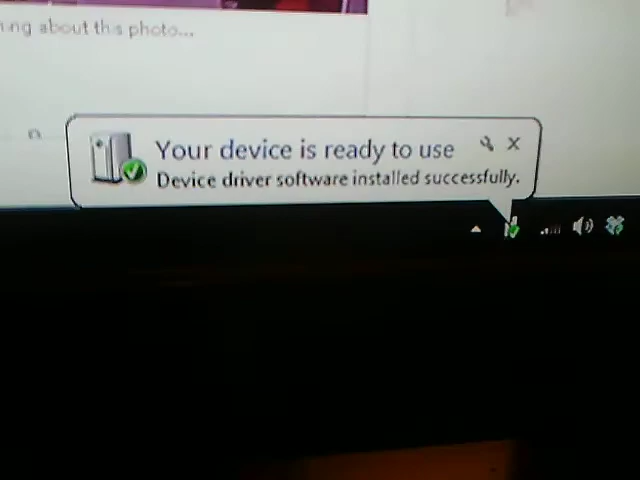 about this photo...
Your device is ready to use
Device driver software installed successfully.